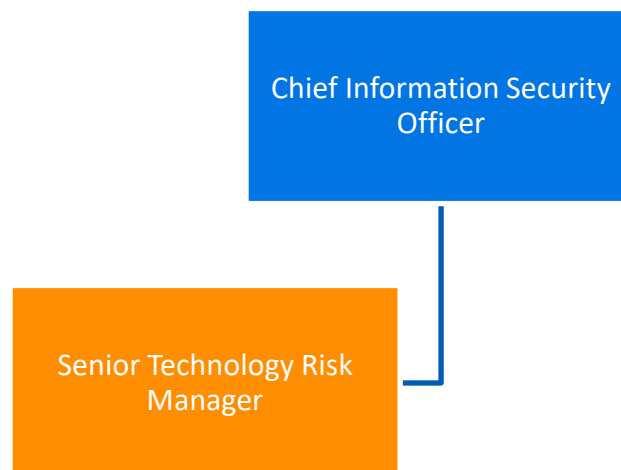 Chief Information Security
Officer
Senior Technology Risk
Manager